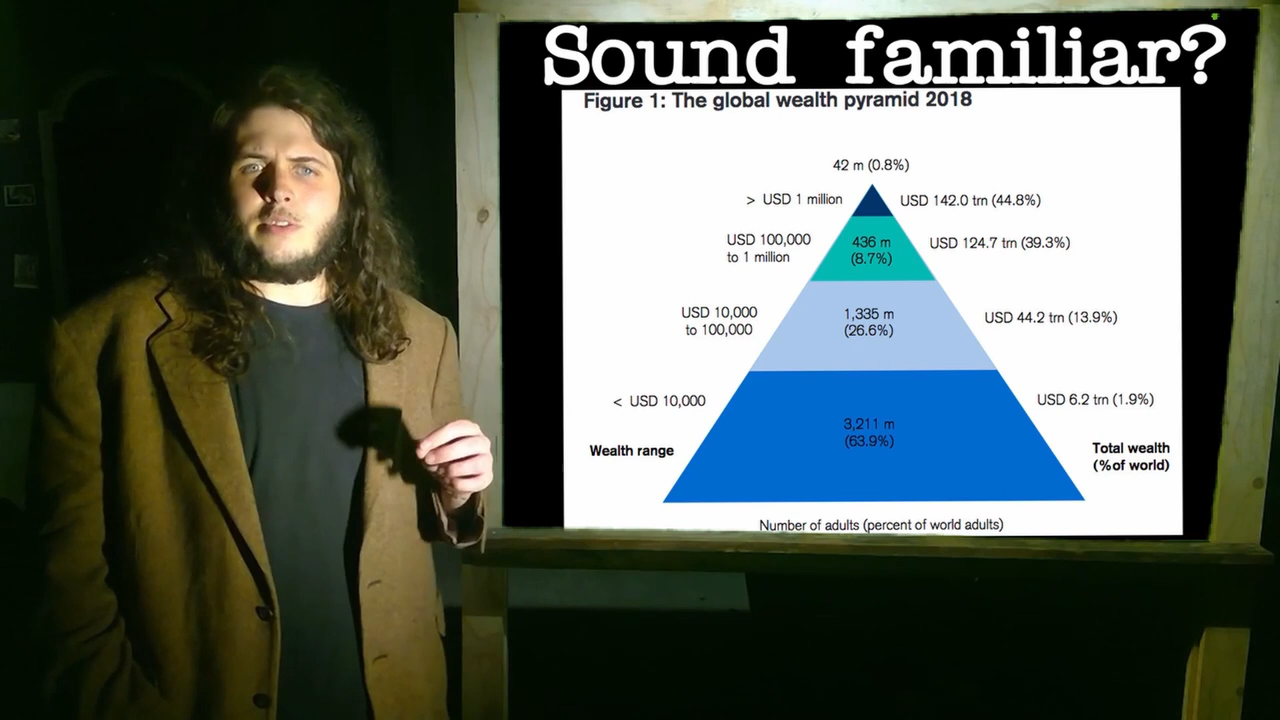 Sound familiar?
Figure 1: The global wealth pyramid 2018
42 m (0.8%)
> USD 1 million
USD 142.0 trn (44.8%)
USD 100,000
to 1 million
436 m
(8.7%)
USD 124.7 trn (39.3%)
USD 10,000
to 100,000
1,335 m
(26.6%)
USD 44.2 trn (13.9%)
< USD 10,000
3,211 m
(63.9%)
USD 6.2 trn (1.9%)
Wealth range
Total wealth
(% of world)
Number of adults (percent of world adults)